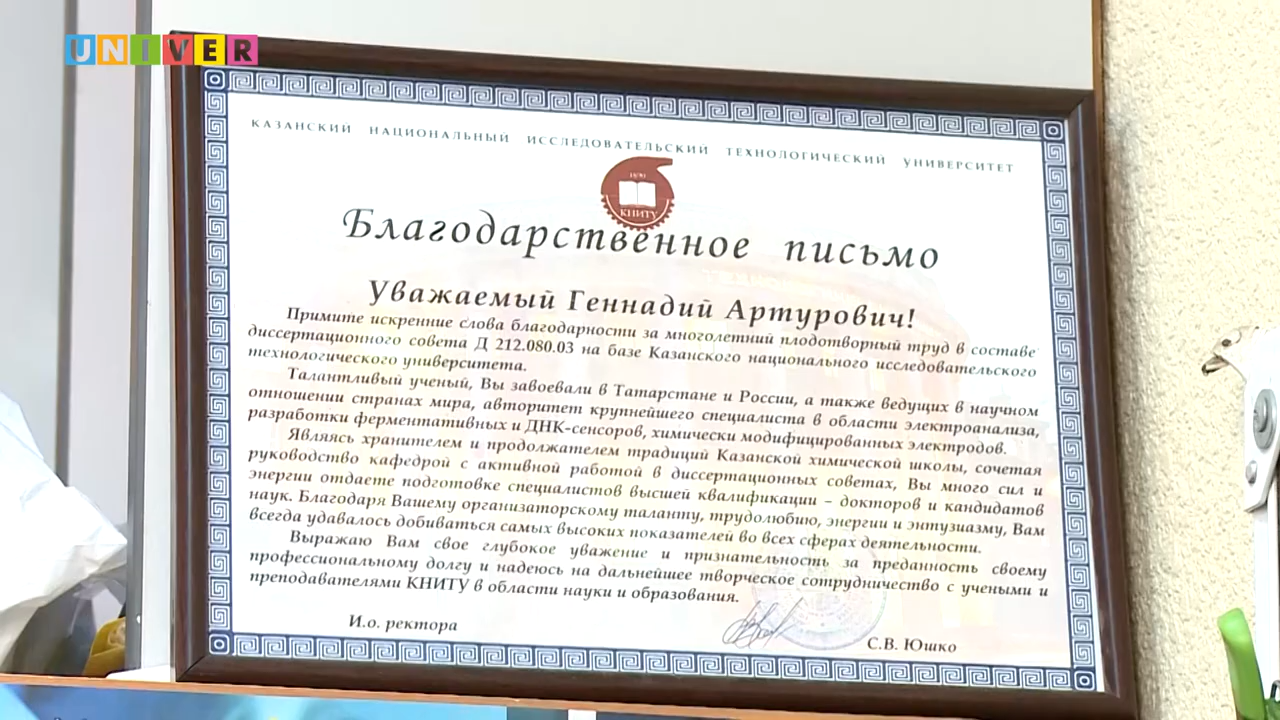 UNIVER
КАЗАНСКИЙ НАЦИОНАЛЬНЫЙ ИССЛЕДОВАТЕЛЬСКИЙ ТЕХНОЛОГИЧЕСКИЙ УНИВЕРСИТЕТ
1890
КНИТУ
Благодарственное письмо
Уважаемый Геннадий Артурович!
Примите искренние слова благодарности за многолетний плодотворный труд в составе
диссертационного совета Д 212.080.03 на базе Казанского национального исследовательского
технологического университета.
Талантливый ученый, Вы завоевали в Татарстане и России, а также ведущих в научном
отношении странах мира, авторитет крупнейшего специалиста в области электроанализа,
разработки ферментативных и ДНК-сенсоров, химически модифицированных электродов.
Являясь хранителем и продолжателем традиций Казанской химической школы, сочетая
руководство кафедрой с активной работой в диссертационных советах, Вы много сил и
энергии отдаете подготовке специалистов высшей квалификации – докторов и кандидатов
наук. Благодаря Вашему организаторскому таланту, трудолюбию, энергии и энтузиазму, Вам
всегда удавалось добиваться самых высоких показателей во всех сферах деятельности.
Выражаю Вам свое глубокое уважение и признательность за преданность своему
профессиональному долгу и надеюсь на дальнейшее творческое сотрудничество с учеными и
преподавателями КНИТУ в области науки и образования.
И.о. ректора
С.В. Юшко